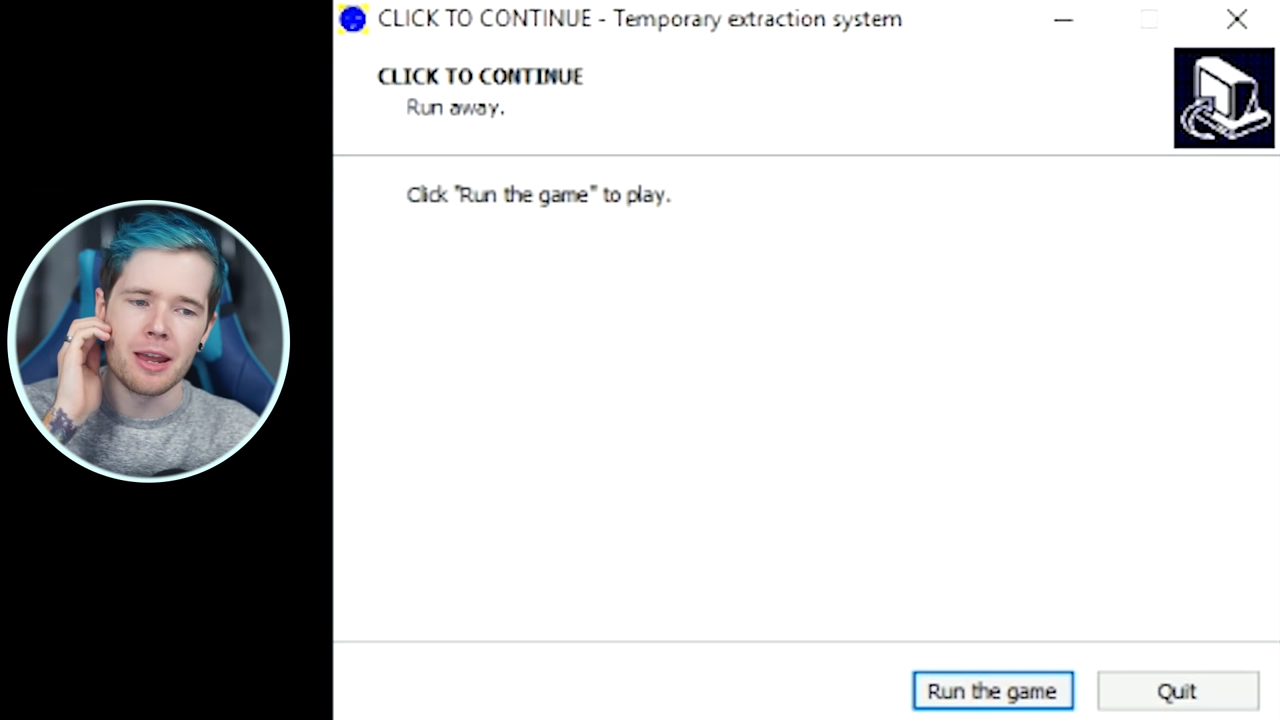 CLICK TO CONTINUE - Temporary extraction system
CLICK TO CONTINUE
Run away.
Click "Run the game" to play.
Run the game
Quit